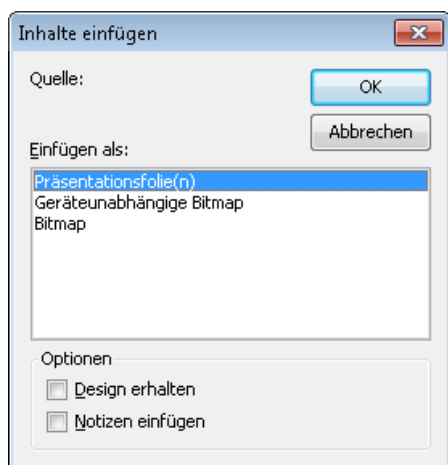 Inhalte einfügen
Quelle:
OK
Abbrechen
Einfügen als:
Präsentationsfolie(n)
Geräteunabhängige Bitmap
Bitmap
Optionen
Design erhalten
Notizen einfügen